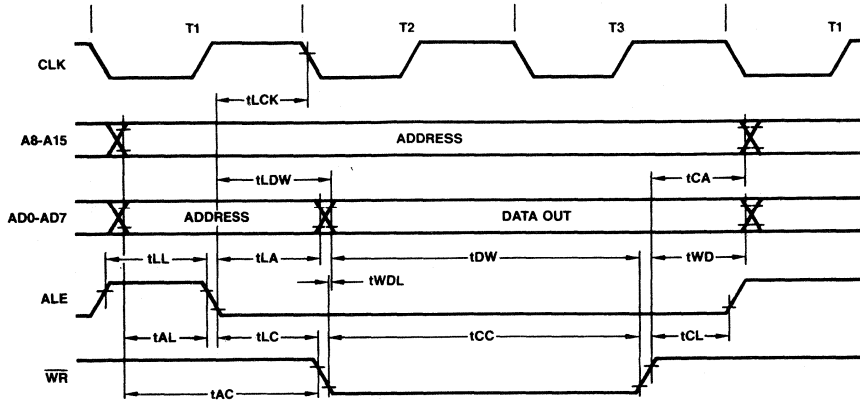 T1 T2 T3 T1
CLK
tLCK
A8-A15 ADDRESS
tLDW tCA
AD0-AD7 ADDRESS DATA OUT
tLL tLA tDW tWD
tWDL
ALE
tAL tLC tCC tCL
WR
tAC